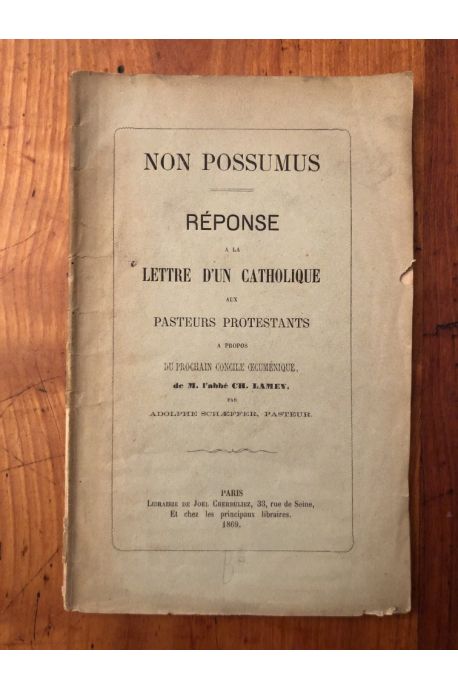 NON POSSUMUS
RÉPONSE
A LA
LETTRE D'UN CATHOLIQUE
AUX
PASTEURS PROTESTANTS
A PROPOS
DU PROCHAIN CONCILE ŒCUMÉNIQUE,
de M. l'abbé CH. LAMEY,
PAR
ADOLPHE SCHÆFFER, PASTEUR.
PARIS
LIBRAIRIE DE JOEL CHERBULIEZ, 33, rue de Seine,
Et chez les principaux libraires.
1869.